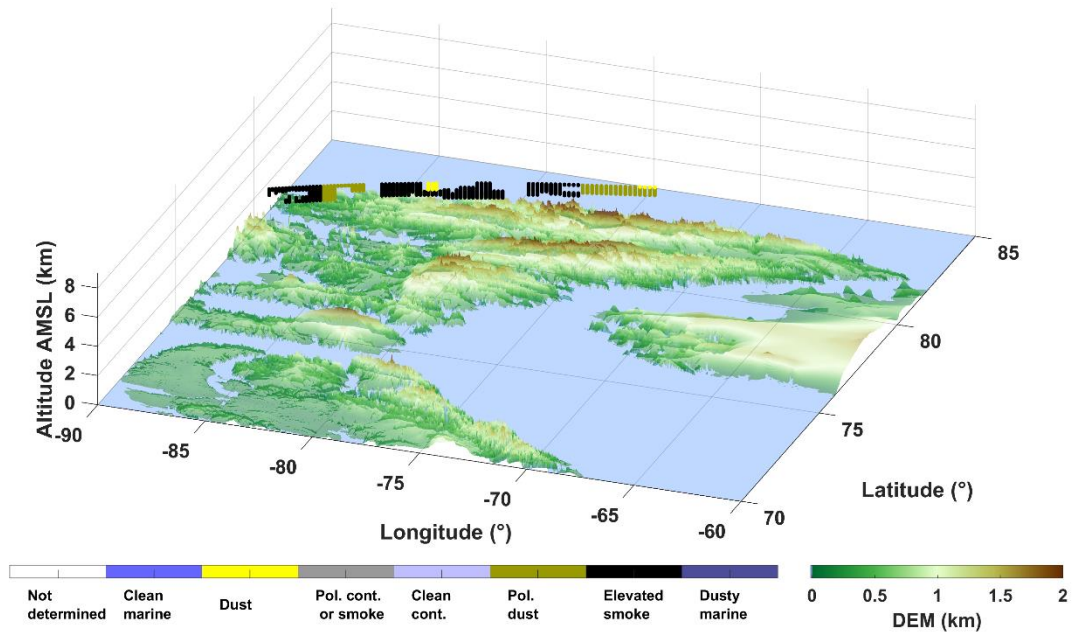 Altitude AMSL (km)
8
6
4
2
0
-90
-85
-80
-75
-70
-65
-60
Longitude (°)
70
75
80
85
Latitude (°)
Not
determined
Clean
marine
Dust
Pol. cont.
or smoke
Clean
cont.
Pol.
dust
Elevated
smoke
Dusty
marine
0 0.5 1 1.5 2
DEM (km)